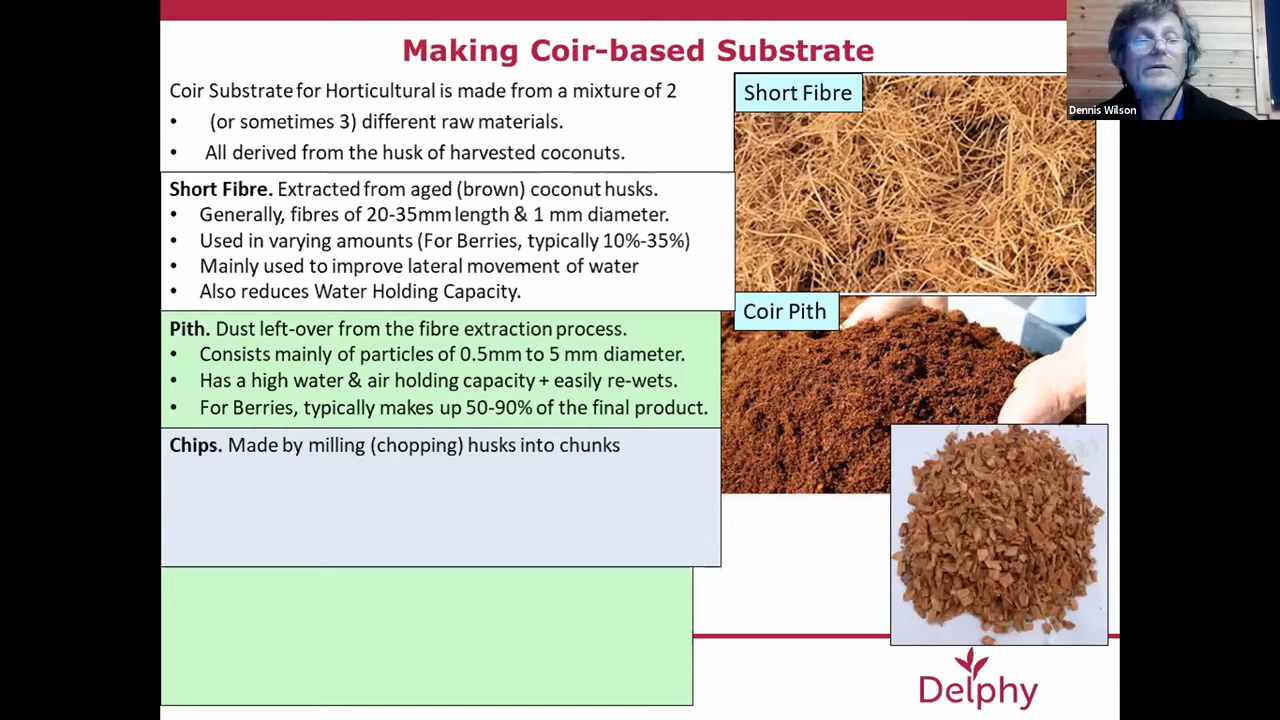 Making Coir-based Substrate
Coir Substrate for Horticultural is made from a mixture of 2
• (or sometimes 3) different raw materials.
• All derived from the husk of harvested coconuts.
Short Fibre. Extracted from aged (brown) coconut husks.
• Generally, fibres of 20-35mm length & 1 mm diameter.
• Used in varying amounts (For Berries, typically 10%-35%)
• Mainly used to improve lateral movement of water
• Also reduces Water Holding Capacity.
Pith. Dust left-over from the fibre extraction process.
• Consists mainly of particles of 0.5mm to 5 mm diameter.
• Has a high water & air holding capacity + easily re-wets.
• For Berries, typically makes up 50-90% of the final product.
Chips. Made by milling (chopping) husks into chunks
Short Fibre
Coir Pith
Dennis Wilson
Delphy